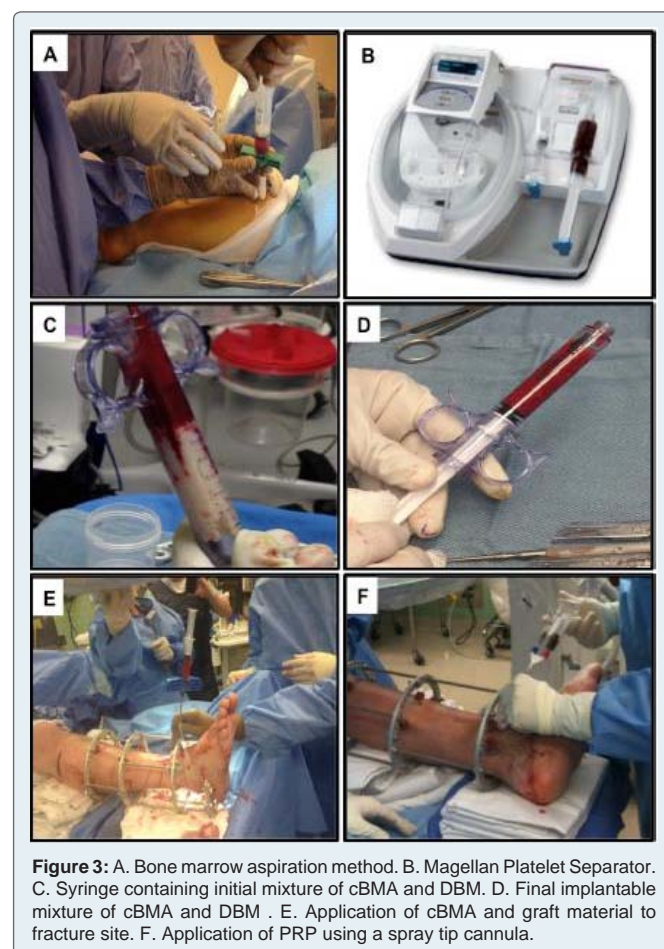 A
B
C
D
E
F
Figure 3: A. Bone marrow aspiration method. B. Magellan Platelet Separator.
C. Syringe containing initial mixture of cBMA and DBM. D. Final implantable
mixture of cBMA and DBM . E. Application of cBMA and graft material to
fracture site. F. Application of PRP using a spray tip cannula.